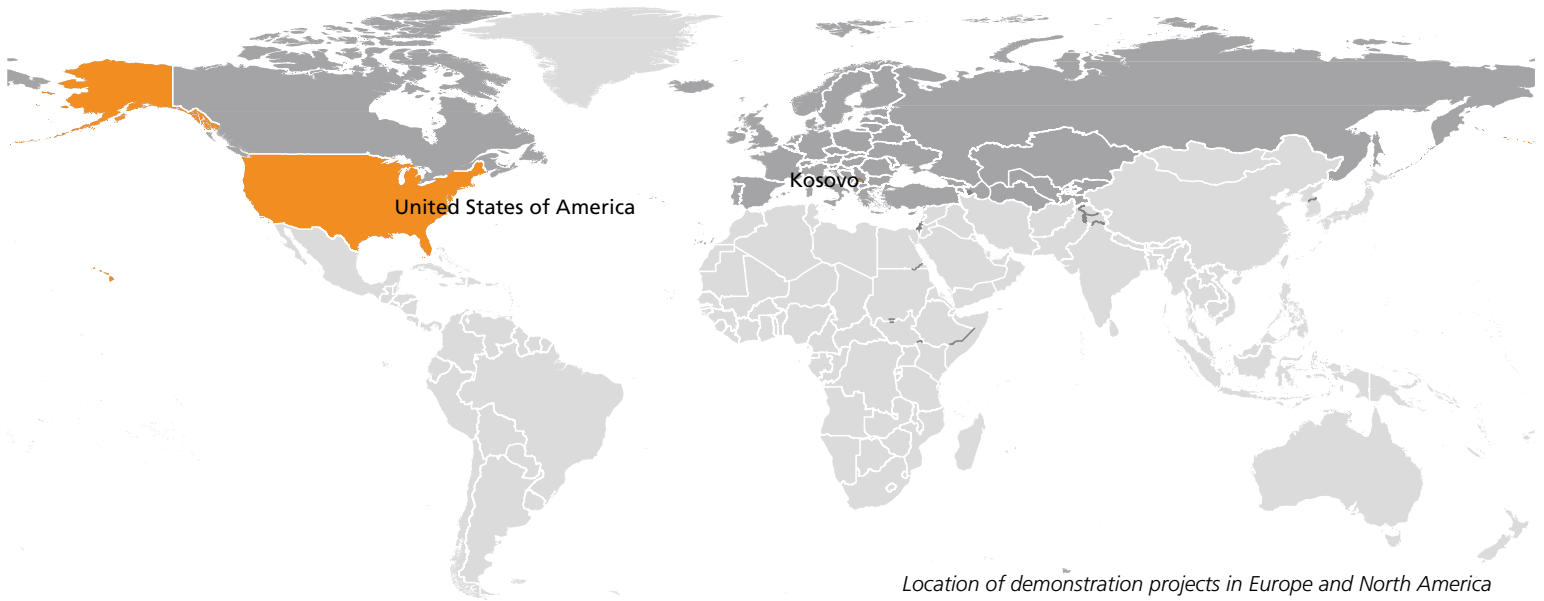 Kosovo
United States of America
Location of demonstration projects in Europe and North America